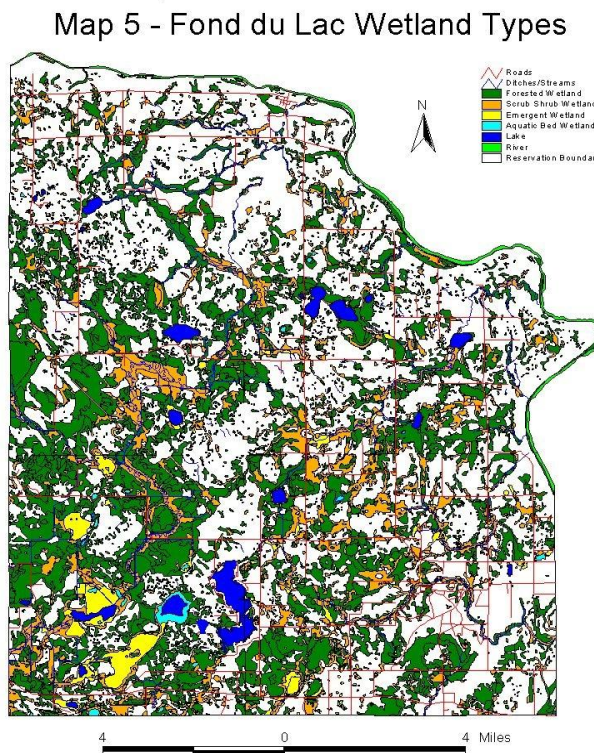 Map 5 - Fond du Lac Wetland Types
Roads
Ditches/Streams
Forested Wetland
Scrub Shrub Wetland
Emergent Wetland
Aquatic Bed Wetland
Lake
River
Reservation Boundar
N
4 0 4 Miles